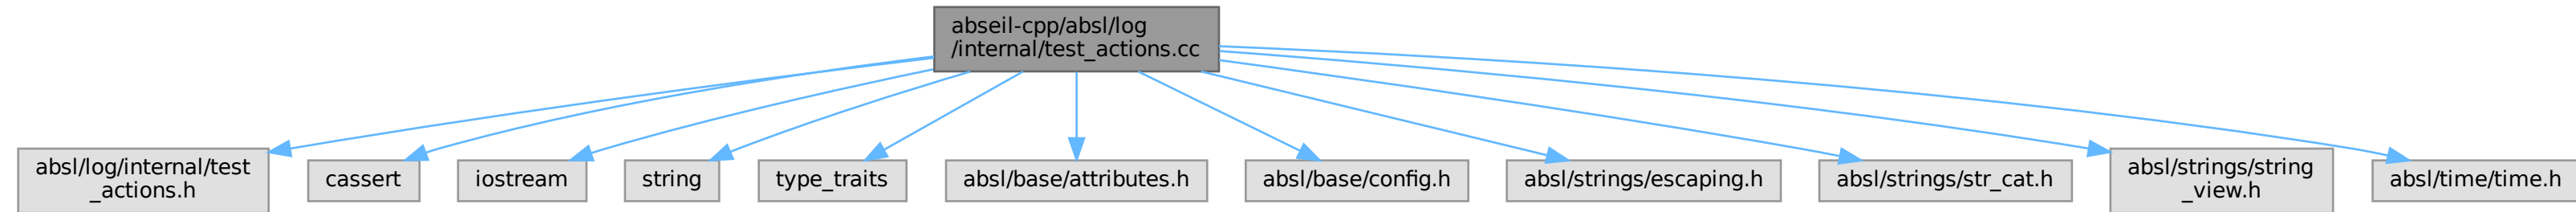 abseil-cpp/absl/log
/internal/test_actions.cc
absl/log/internal/test
_actions.h
cassert
iostream
string
type_traits
absl/base/attributes.h
absl/base/config.h
absl/strings/escaping.h
absl/strings/str_cat.h
absl/strings/string
_view.h
absl/time/time.h